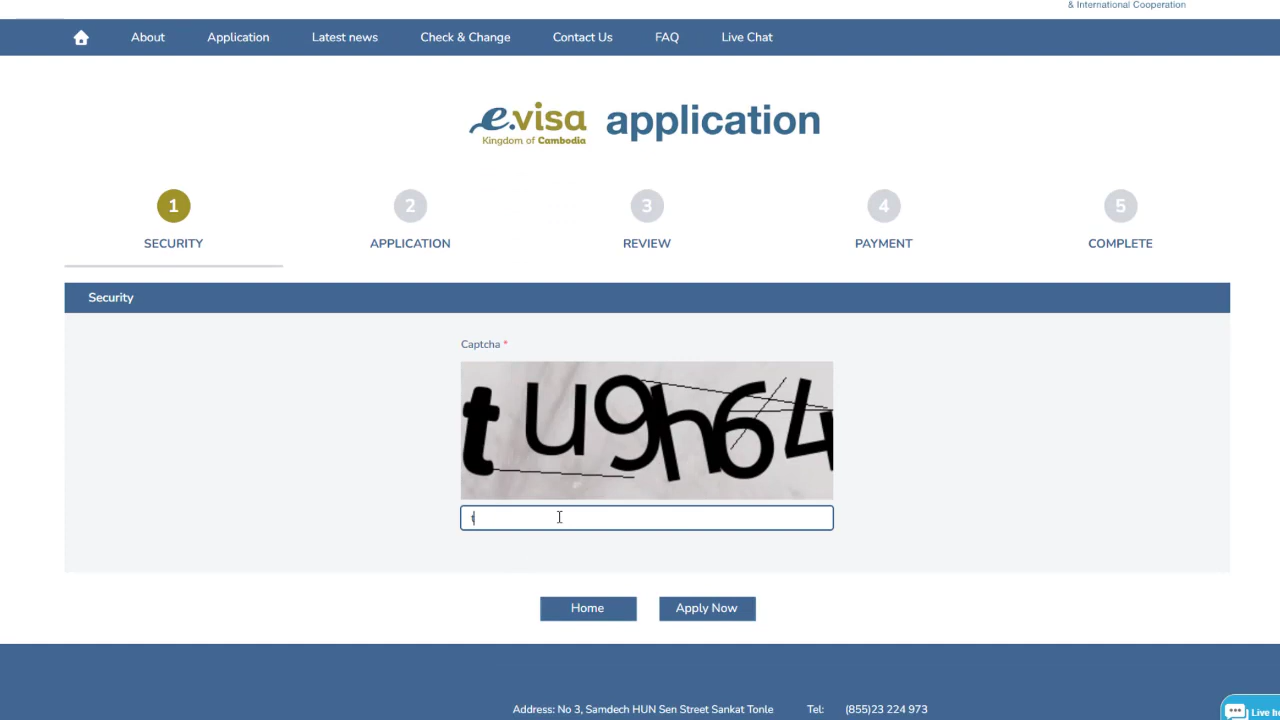 & International Cooperation
About Application Latest news Check & Change Contact Us FAQ Live Chat
e.visa application
Kingdom of Cambodia
1 2 3 4 5
SECURITY APPLICATION REVIEW PAYMENT COMPLETE
Security
Captcha *
tugh64
t
Home Apply Now
Address: No 3, Samdech HUN Sen Street Sankat Tonle Tel: (855)23 224 973
Live